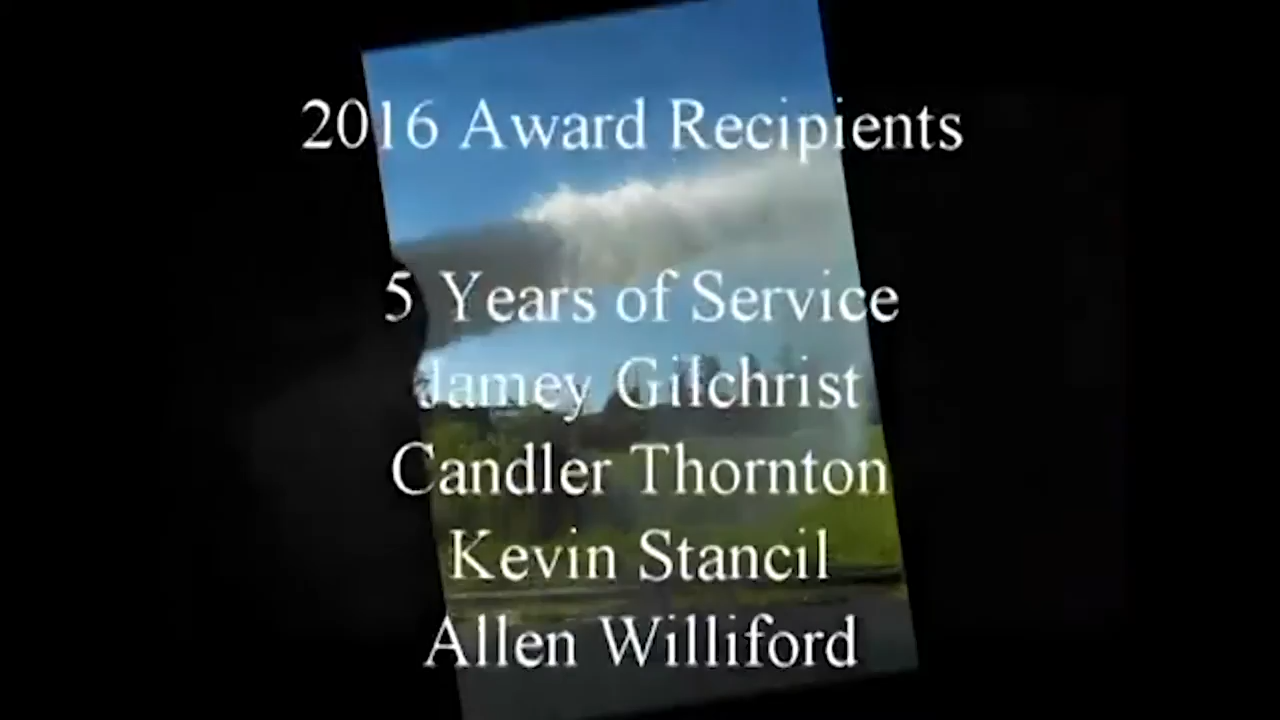 2016 Award Recipients
5 Years of Service
Jamey Gilchrist
Candler Thornton
Kevin Stancil
Allen Williford